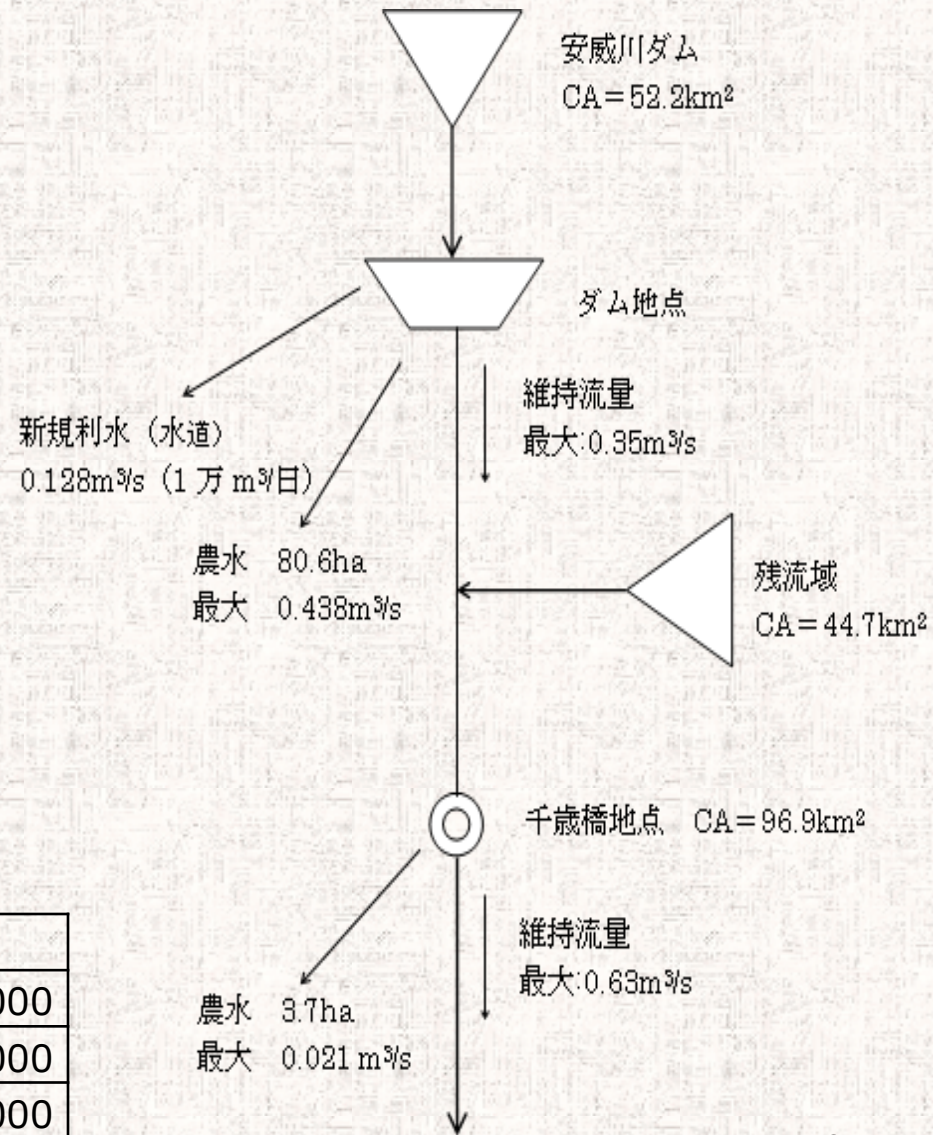 安威川ダム
CA=52.2km²
ダム地点
維持流量
最大:0.35m³/s
新規利水（水道）
0.128m³/s（1万m³/日）
農水 80.6ha
最大 0.438m³/s
残流域
CA=44.7km²
千歳橋地点 CA=96.9km²
維持流量
最大:0.63m³/s
農水 3.7ha
最大 0.021m³/s
000
000
000